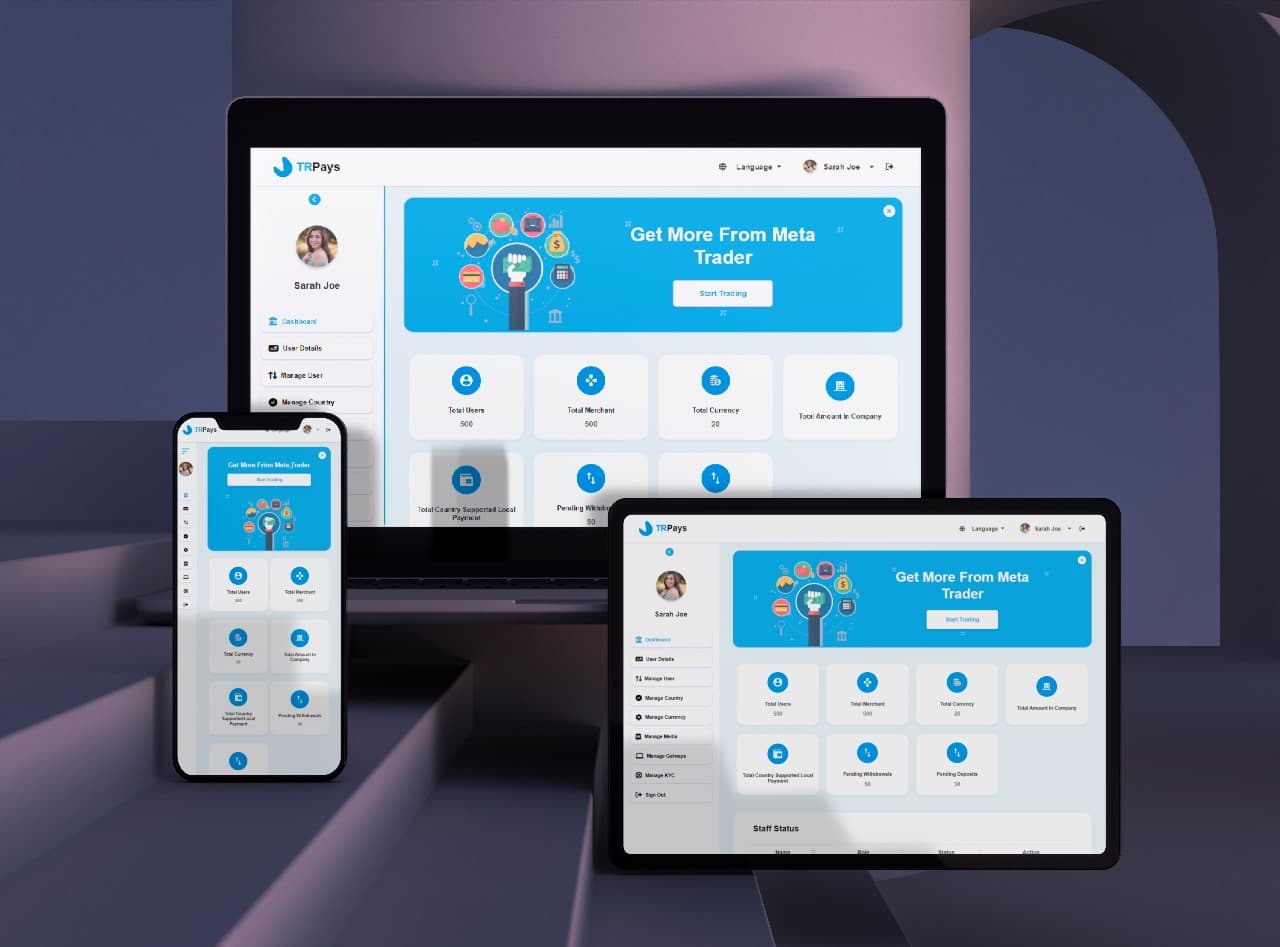 TRPays
Language
Sarah Joe
Sarah Joe
Dashboard
User Details
Manage User
Manage Country
Get More From Meta
Trader
Start Trading
Total Users
500
Total Merchant
500
Total Currency
20
Total Amount In Company
Total Country Supported Local
Payment
50
TRPays
Get More From Meta,Trader
Start Trading
Total Users
500
Total Merchant
500
Total Currency
Total Amount In
Company
Total Country
Supported Local
Payment
Pending Withdrawals
TRPays
Language
Sarah Joe
Sarah Joe
Dashboard
User Details
Manage User
Manage Country
Manage Currency
Manage Media
Manage Gateways
Manage KYC
Sign Out
Get More From Meta
Trader
Start Trading
Total Users
500
Total Merchant
500
Total Currency
20
Total Amount In Company
Total Country Supported Local
Payment
Pending Withdrawals
50
Pending Deposits
Staff Status
Name Role Status Action